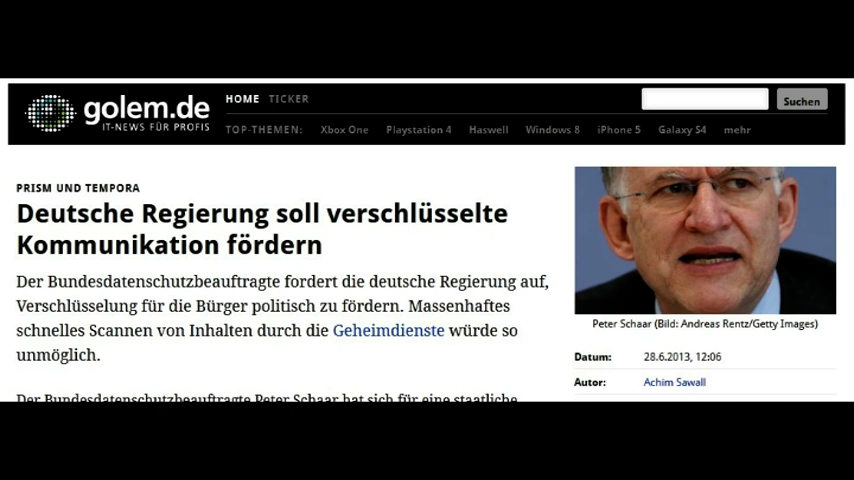 golem.de
IT-NEWS FÜR PROFIS
HOME TICKER
Suchen
TOP-THEMEN: Xbox One Playstation 4 Haswell Windows 8 iPhone 5 Galaxy S4 mehr
PRISM UND TEMPORA
Deutsche Regierung soll verschlüsselte
Kommunikation fördern
Der Bundesdatenschutzbeauftragte fordert die deutsche Regierung auf,
Verschlüsselung für die Bürger politisch zu fördern. Massenhaftes
schnelles Scannen von Inhalten durch die Geheimdienste würde so
unmöglich.
Der Bundesdatenschutzbeauftragte Peter Schaar hat sich für eine staatliche
Peter Schaar (Bild: Andreas Rentz/Getty Images)
Datum: 28.6.2013, 12:06
Autor: Achim Sawall